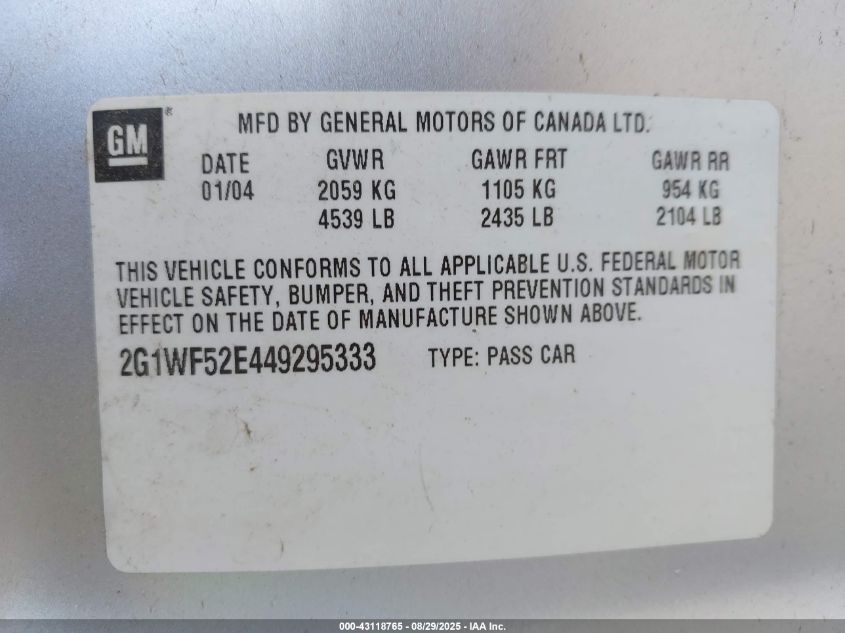 GM ®
MFD BY GENERAL MOTORS OF CANADA LTD.
DATE GVWR GAWR FRT GAWR RR
01/04 2059 KG 1105 KG 954 KG
4539 LB 2435 LB 2104 LB
THIS VEHICLE CONFORMS TO ALL APPLICABLE U.S. FEDERAL MOTOR
VEHICLE SAFETY, BUMPER, AND THEFT PREVENTION STANDARDS IN
EFFECT ON THE DATE OF MANUFACTURE SHOWN ABOVE.
2G1WF52E449295333 TYPE: PASS CAR
000-43118765 - 08/29/2025 - IAA Inc.